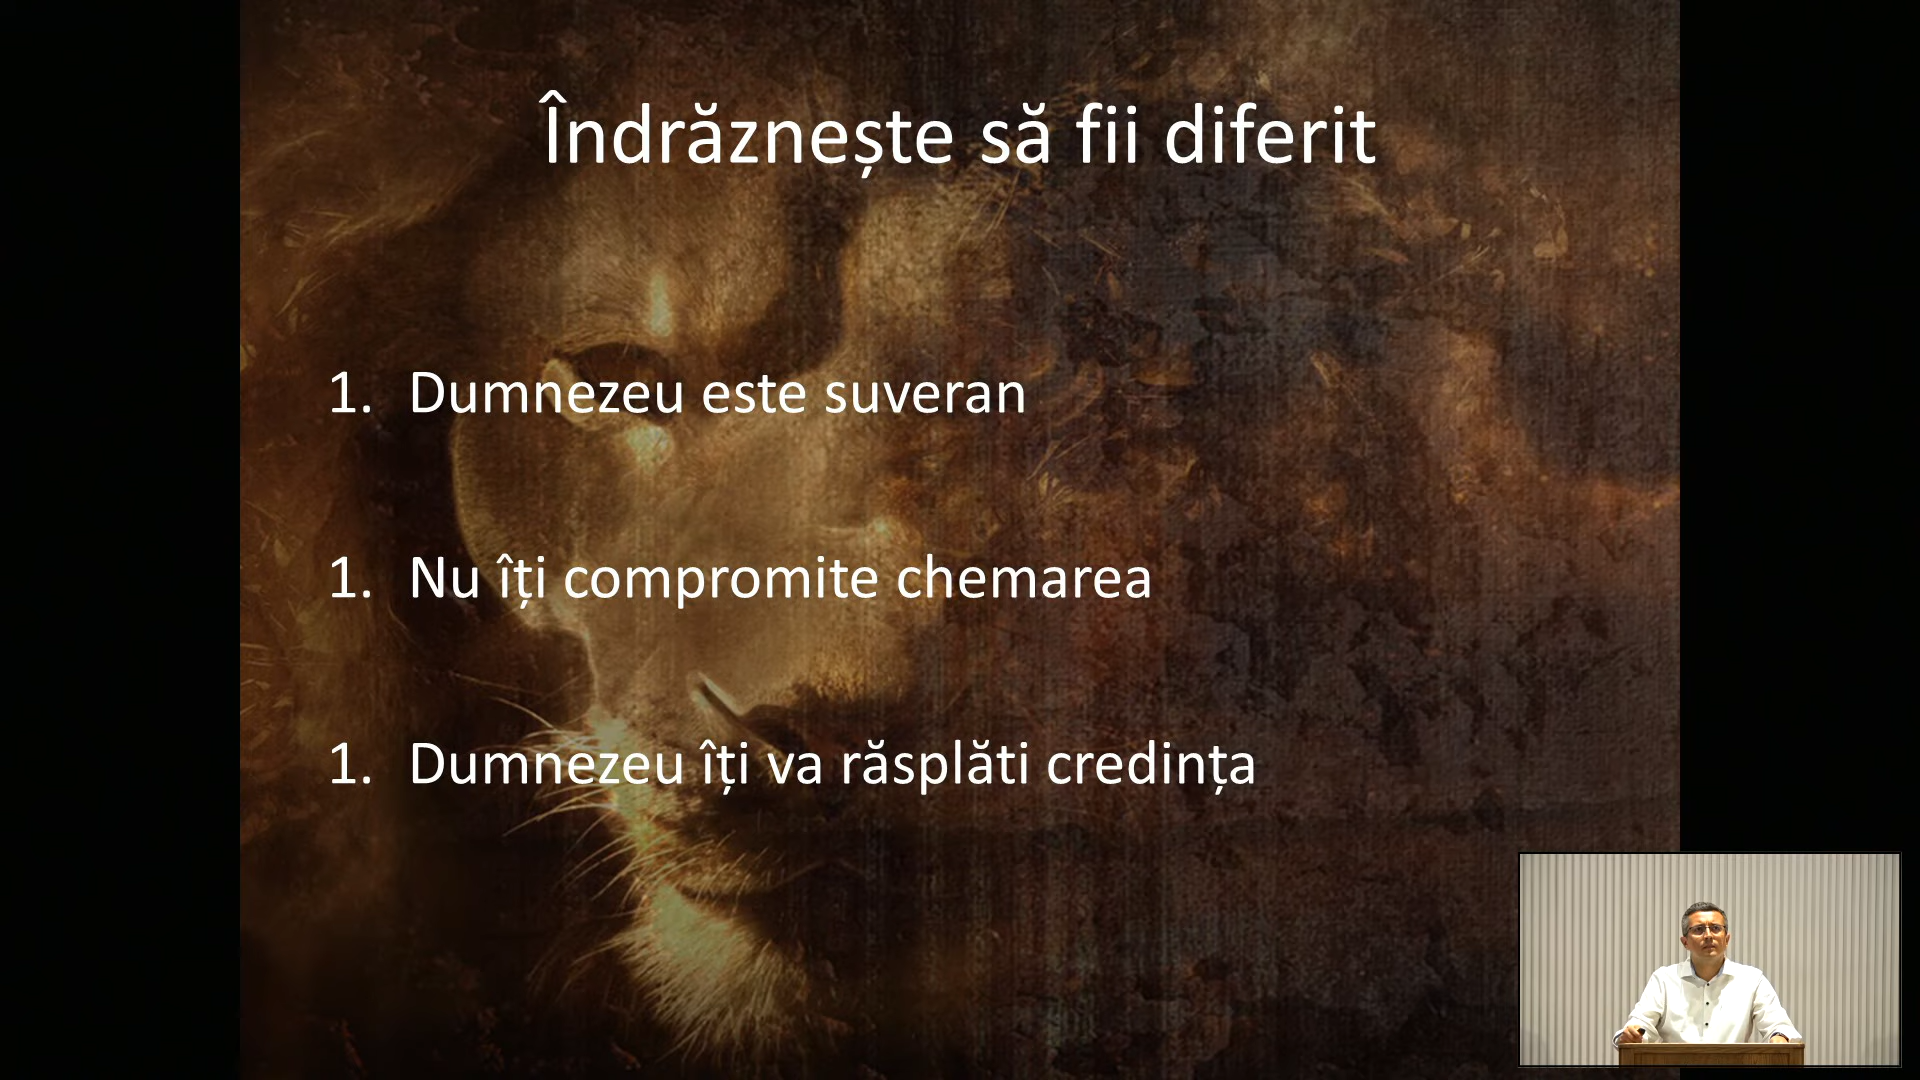 Îndrăznește să fii diferit
1. Dumnezeu este suveran
1. Nu îți compromite chemarea
1. Dumnezeu îți va răsplăti credința